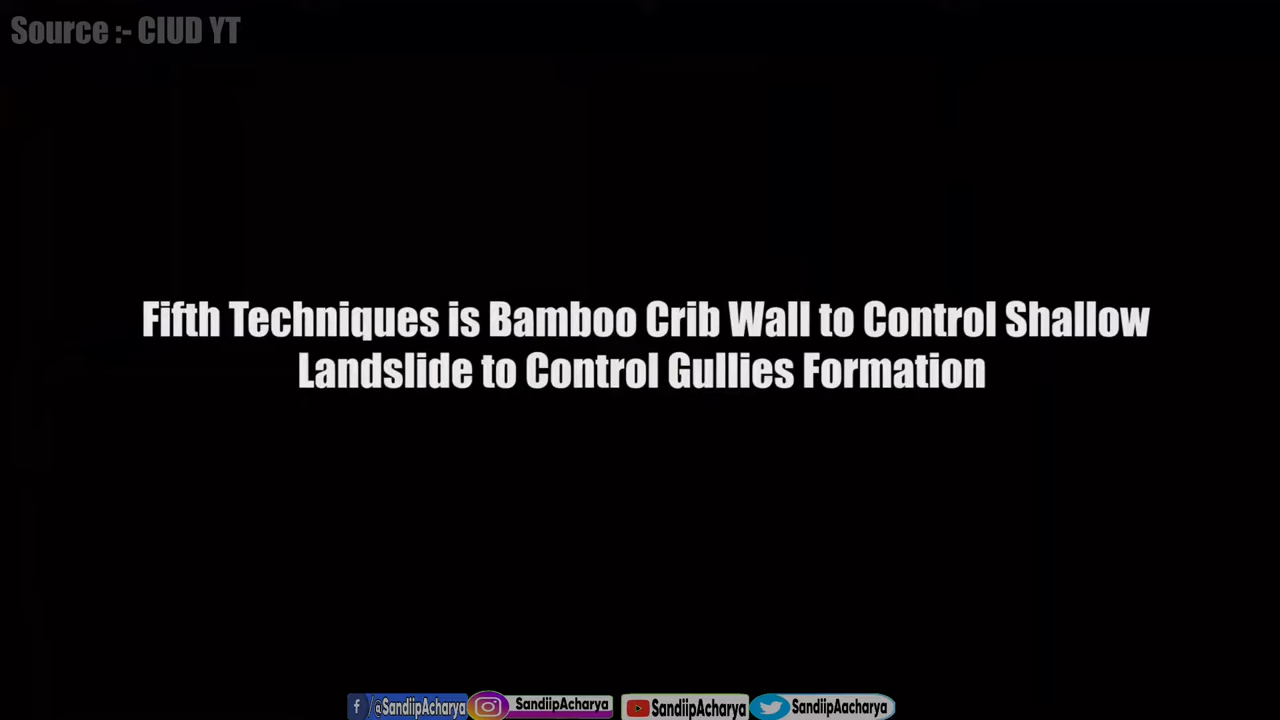 Source :- CIUD YT
Fifth Techniques is Bamboo Crib Wall to Control Shallow
Landslide to Control Gullies Formation
/@SandiipAcharya SandiipAcharya SandiipAcharya SandiipAacharya